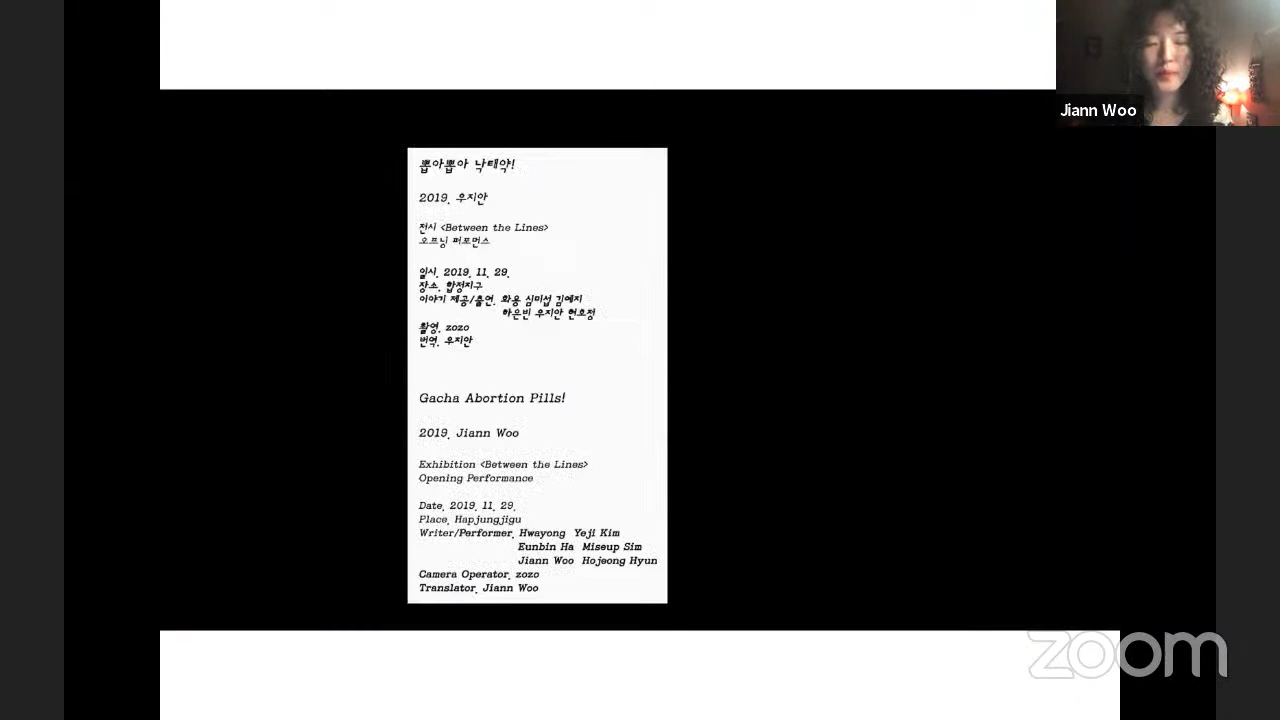 뽑아뽑아 낙태약!
2019. 우지안
전시 <Between the Lines>
오프닝 퍼포먼스
일시. 2019. 11. 29.
장소. 합정지구
이야기 제공/출연. 화용 심미섭 김예지
하은빈 우지안 현호정
촬영. zozo
번역. 우지안
Gacha Abortion Pills!
2019. Jiann Woo
Exhibition <Between the Lines>
Opening Performance
Date. 2019. 11. 29.
Place. Hapjungjigu
Writer/Performer. Hwayong Yeji Kim
Eunbin Ha Miseup Sim
Jiann Woo Hojeong Hyun
Camera Operator. zozo
Translator. Jiann Woo
Jiann Woo
zoom